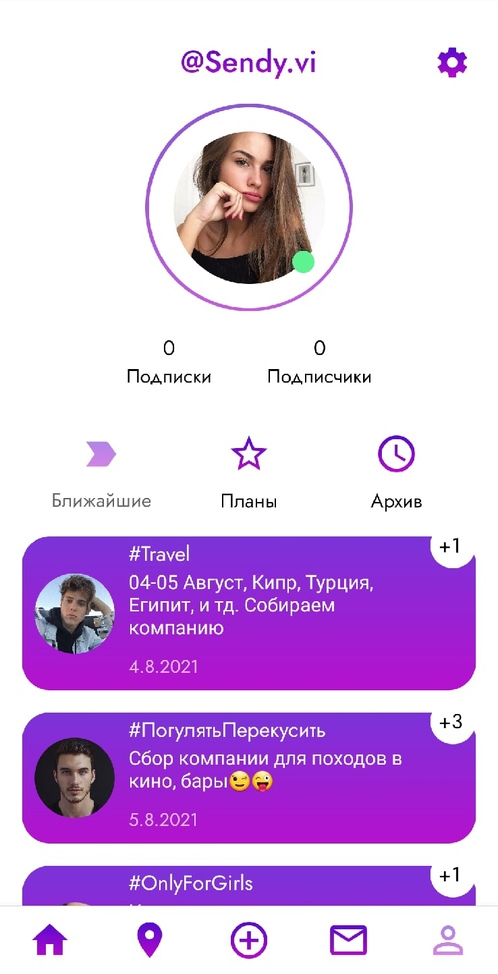 @Sendy.vi
0
0
Подписки
Подписчики
Ближайшие
Планы
Архив
+1
#Travel
04-05 Август, Кипр, Турция,
Египит, и тд. Собираем
компанию
4.8.2021
+3
#ПогулятьПерекусить
Сбор компании для походов в
кино, бары😉😜
5.8.2021
+1
#OnlyForGirls